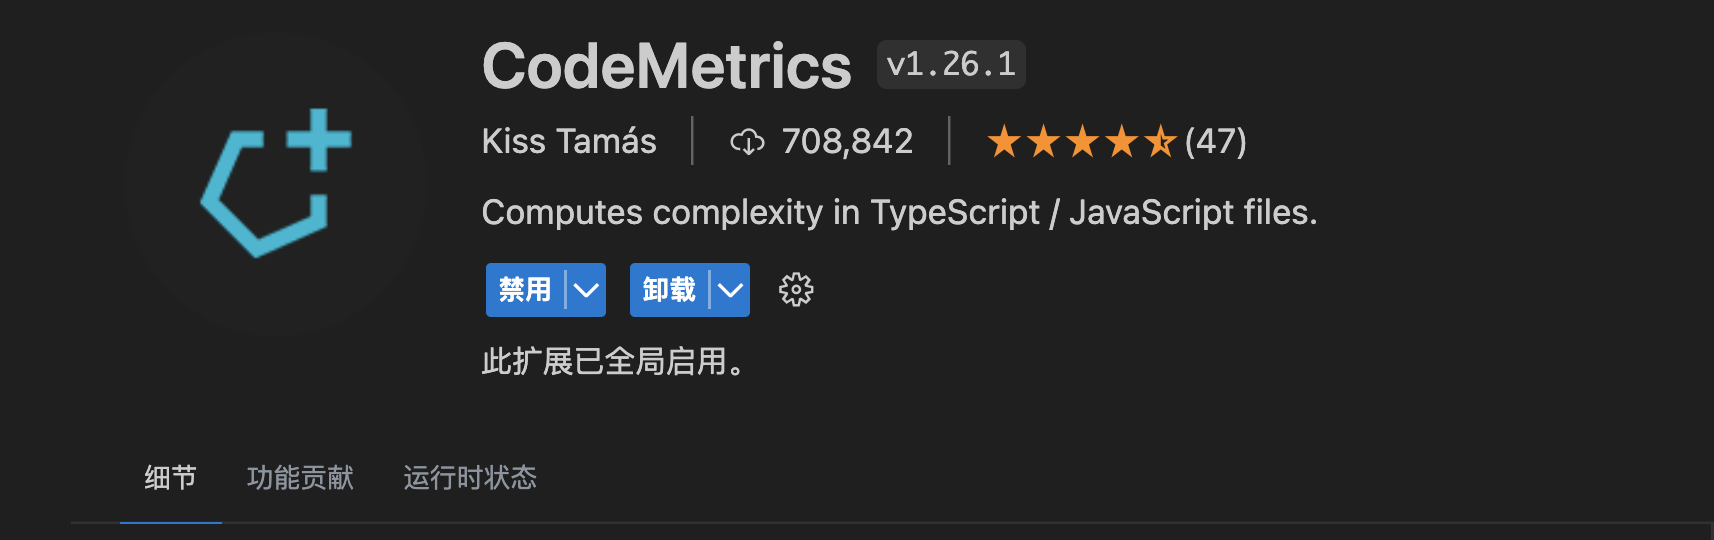 CodeMetrics v1.26.1
Kiss Tamás 708,842 (47)
Computes complexity in TypeScript / JavaScript files.
禁用 卸载
此扩展已全局启用。
细节 功能贡献 运行时状态